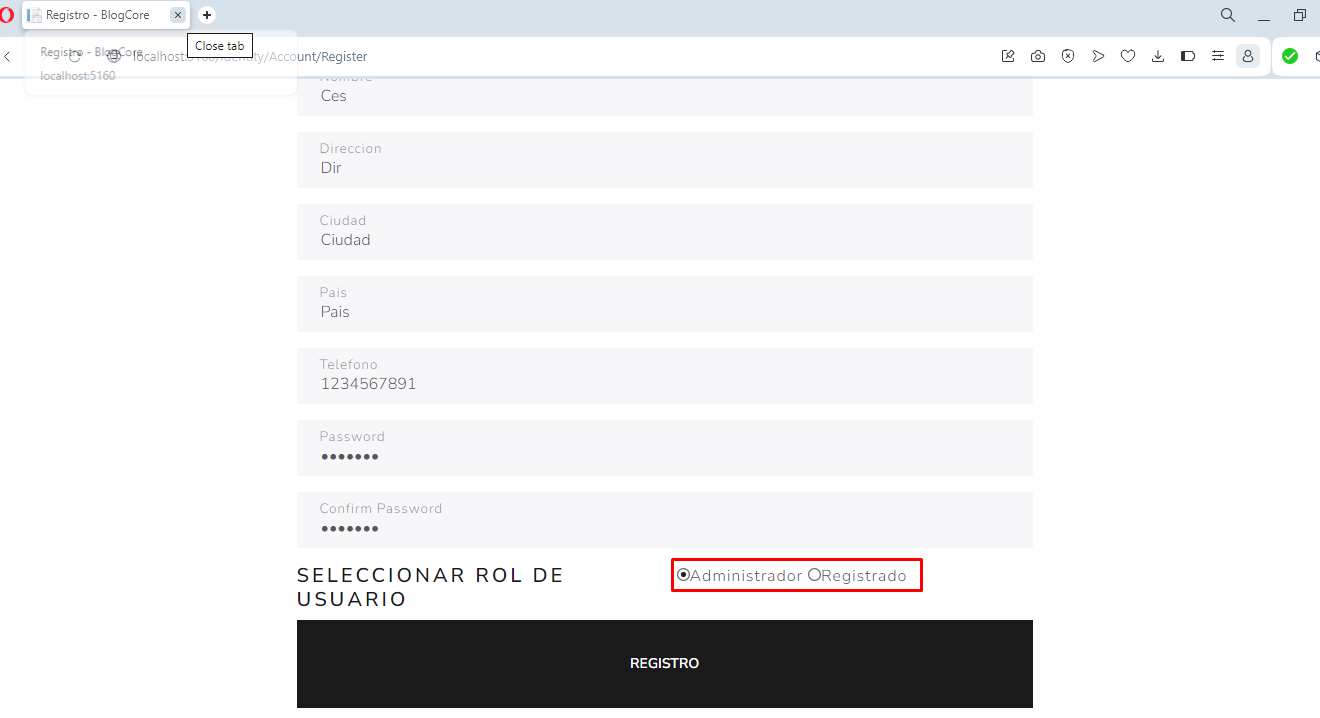 Registro - BlogCore
Close tab
Registro - BlogCore
localhost:5160/Identity/Account/Register
localhost:5160
Nombre
Ces
Direccion
Dir
Ciudad
Ciudad
Pais
Pais
Telefono
1234567891
Password
•••••••
Confirm Password
•••••••
SELECCIONAR ROL DE
USUARIO
Administrador Registrado
REGISTRO